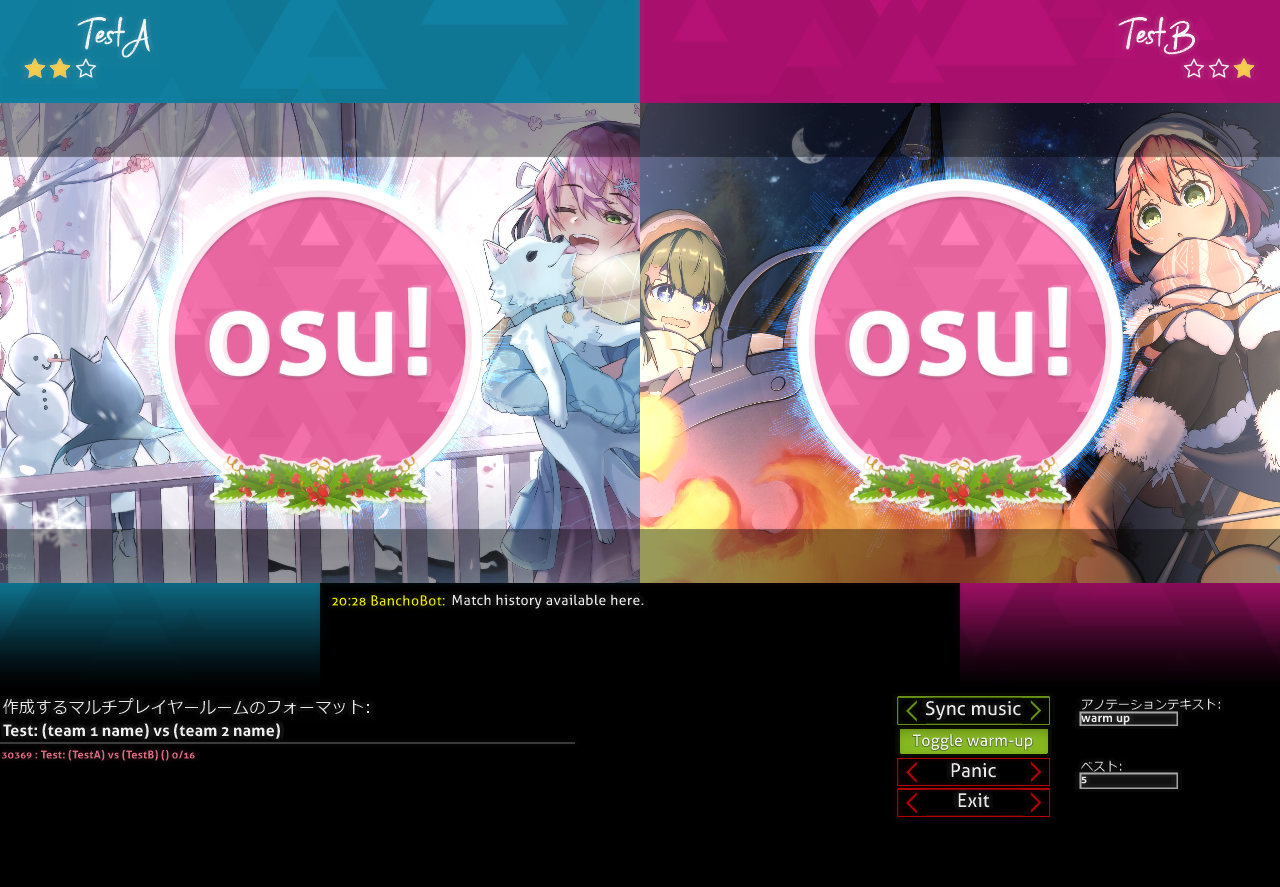 Test A
Test B
osu!
osu!
20:28 BanchoBot: Match history available here.
作成するマルチプレイヤールームのフォーマット:
Test: (team 1 name) vs (team 2 name)
30369 : Test: (TestA) vs (TestB) () 0/16
Sync music
Toggle warm-up
Panic
Exit
アノテーションテキスト:
warm up
ベスト:
5